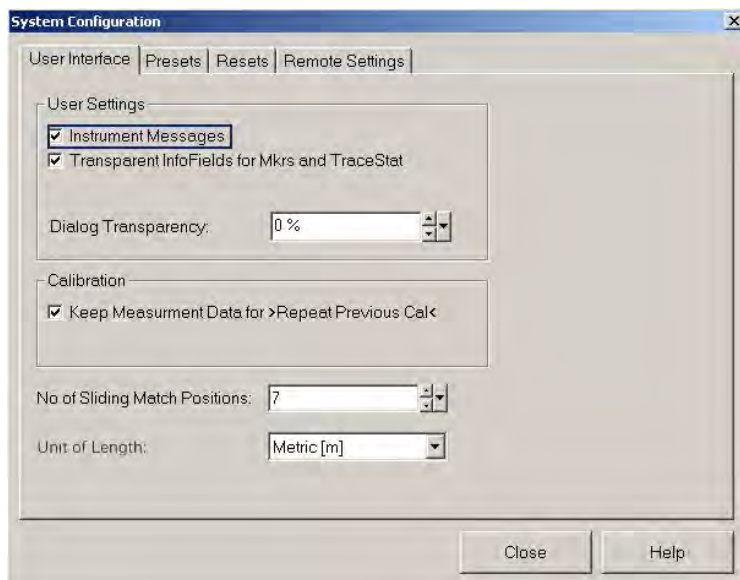 System Configuration
User Interface Presets Resets Remote Settings
User Settings
Instrument Messages
Transparent InfoFields for Mkrs and TraceStat
Dialog Transparency: 0 %
Calibration
Keep Measurment Data for >Repeat Previous Cal<
No of Sliding Match Positions: 7
Unit of Length: Metric [m]
Close Help